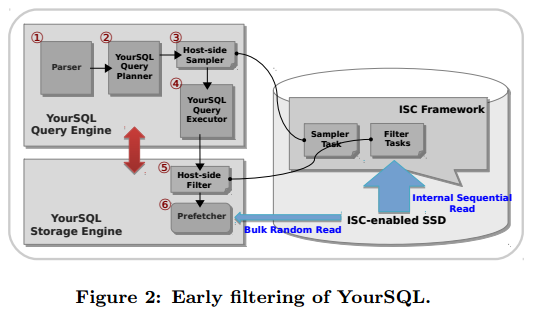 ①
Parser
②
YourSQL
Query
Planner
③
Host-side
Sampler
④
YourSQL
Query
Executor
YourSQL
Query Engine
ISC Framework
Sampler
Task
Filter
Tasks
⑤
Host-side
Filter
⑥
Prefetcher
YourSQL
Storage Engine
Internal Sequential
Read
ISC-enabled SSD
Bulk Random Read
Figure 2: Early filtering of YourSQL.